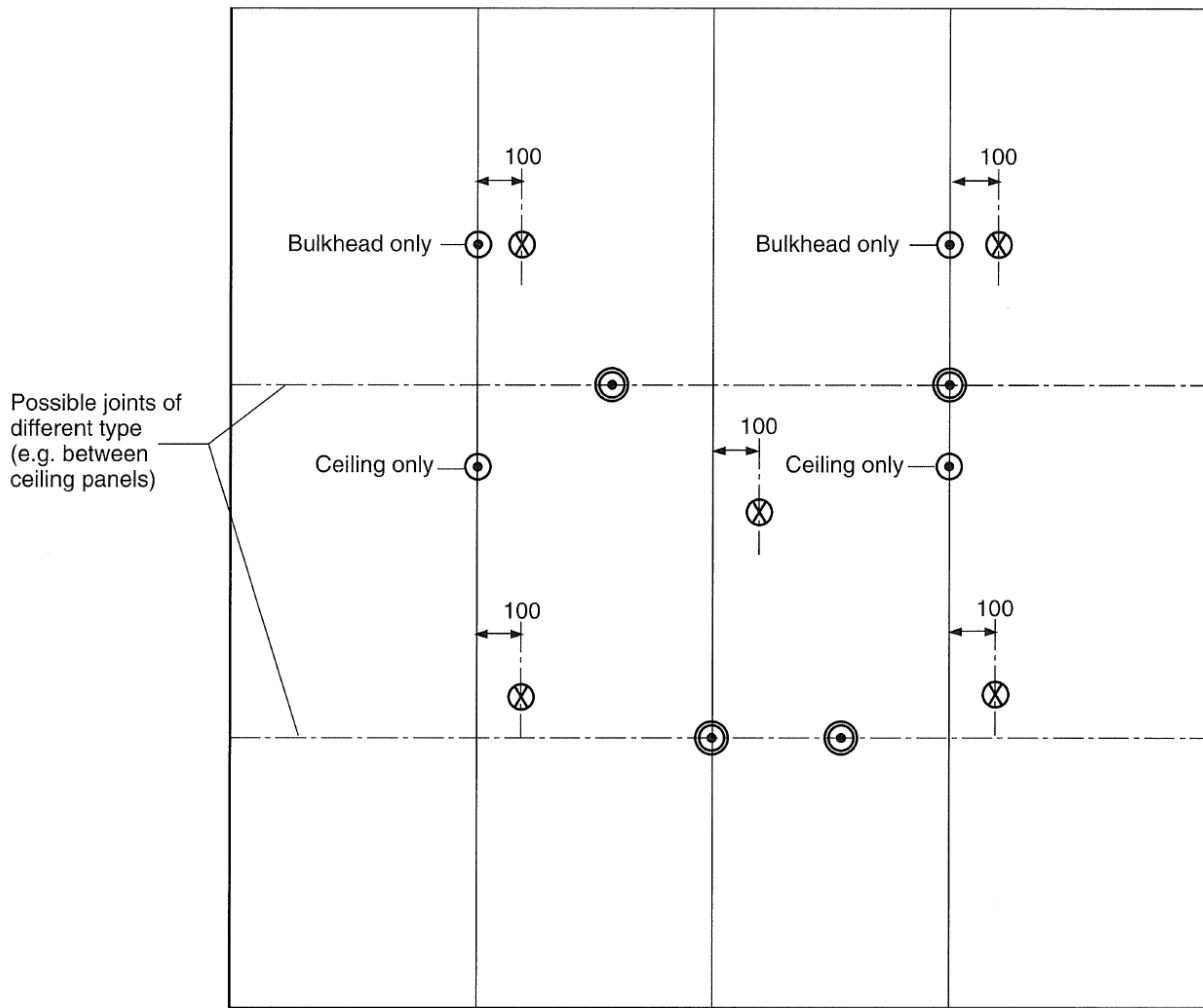 100
100
Bulkhead only
Bulkhead only
Possible joints of
different type
(e.g. between
ceiling panels)
100
Ceiling only
Ceiling only
100
100